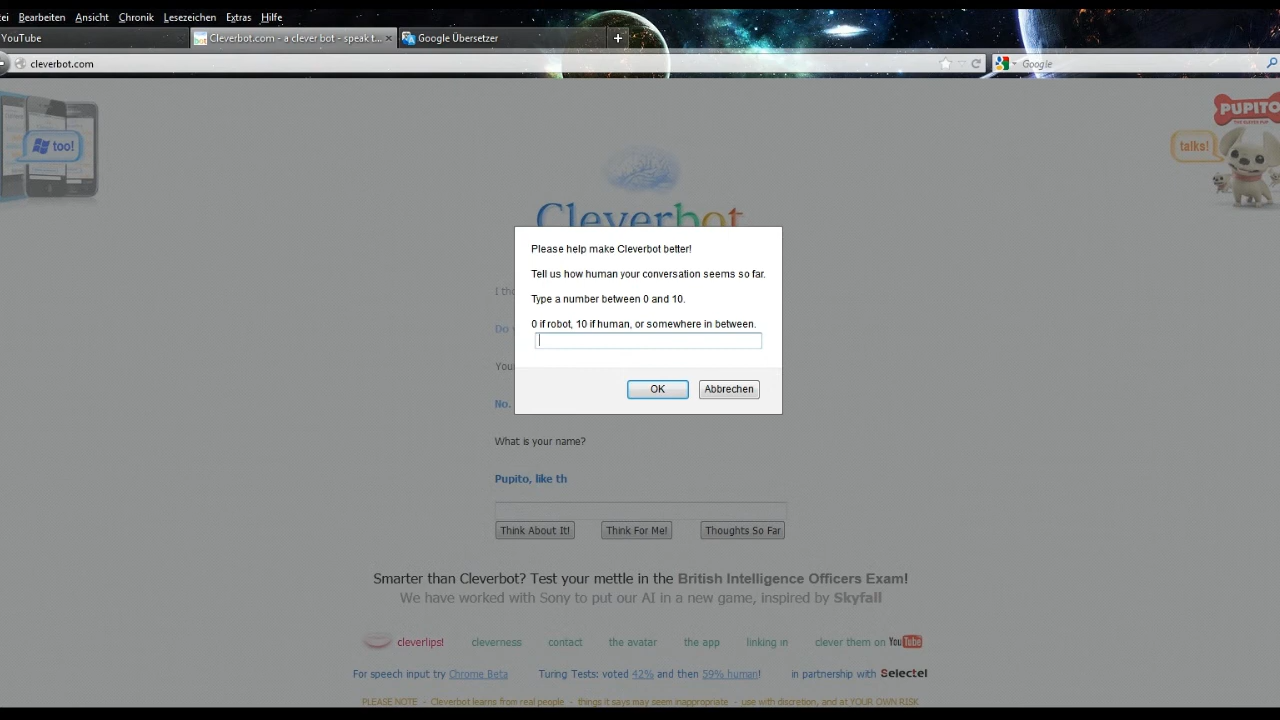 ei Bearbeiten Ansicht Chronik Lesezeichen Extras Hilfe
YouTube
Cleverbot.com - a clever bot - speak t...
Google Übersetzer
cleverbot.com
Google
too!
PUPITO
talks!
Cleverbot
Please help make Cleverbot better!
Tell us how human your conversation seems so far.
Type a number between 0 and 10.
0 if robot, 10 if human, or somewhere in between.
OK Abbrechen
I tho
Do
You
No.
What is your name?
Pupito, like th
Think About It! Think For Me! Thoughts So Far
Smarter than Cleverbot? Test your mettle in the British Intelligence Officers Exam!
We have worked with Sony to put our AI in a new game, inspired by Skyfall
cleverlips! cleverness contact the avatar the app linking in clever them on YouTube
For speech input try Chrome Beta Turing Tests: voted 42% and then 59% human! in partnership with Selectel
PLEASE NOTE - Cleverbot learns from real people - things it says may seem inappropriate - use with discretion, and at YOUR OWN RISK